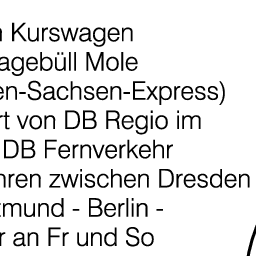 Kurswagen
agebüll Mole
en-Sachsen-Express)
rt von DB Regio im
DB Fernverkehr
hren zwischen Dresden
tmund - Berlin -
r an Fr und So